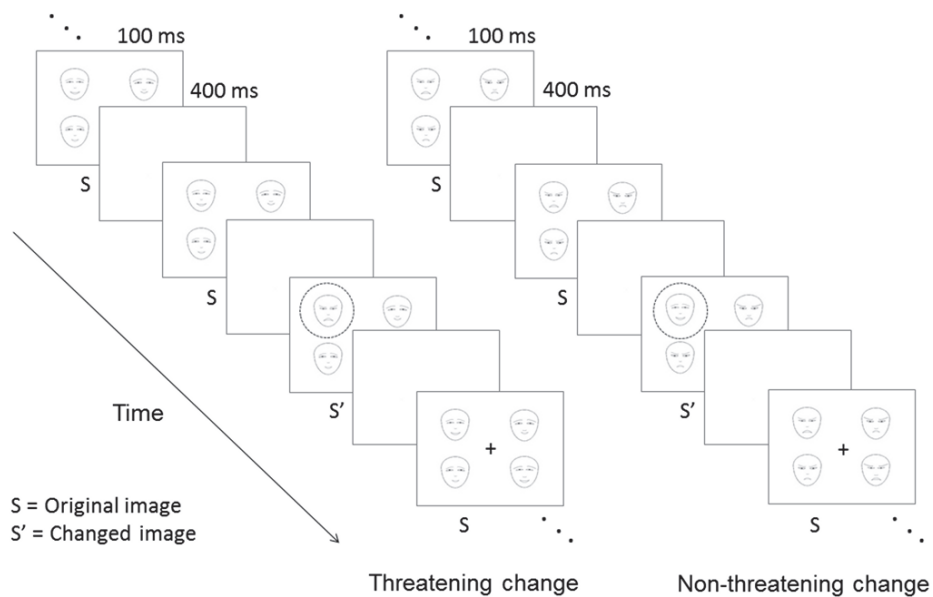 100 ms
100 ms
400 ms
400 ms
S
S
S
S
S'
S'
Time
+
+
S = Original image
S' = Changed image
S
S
Threatening change
Non-threatening change